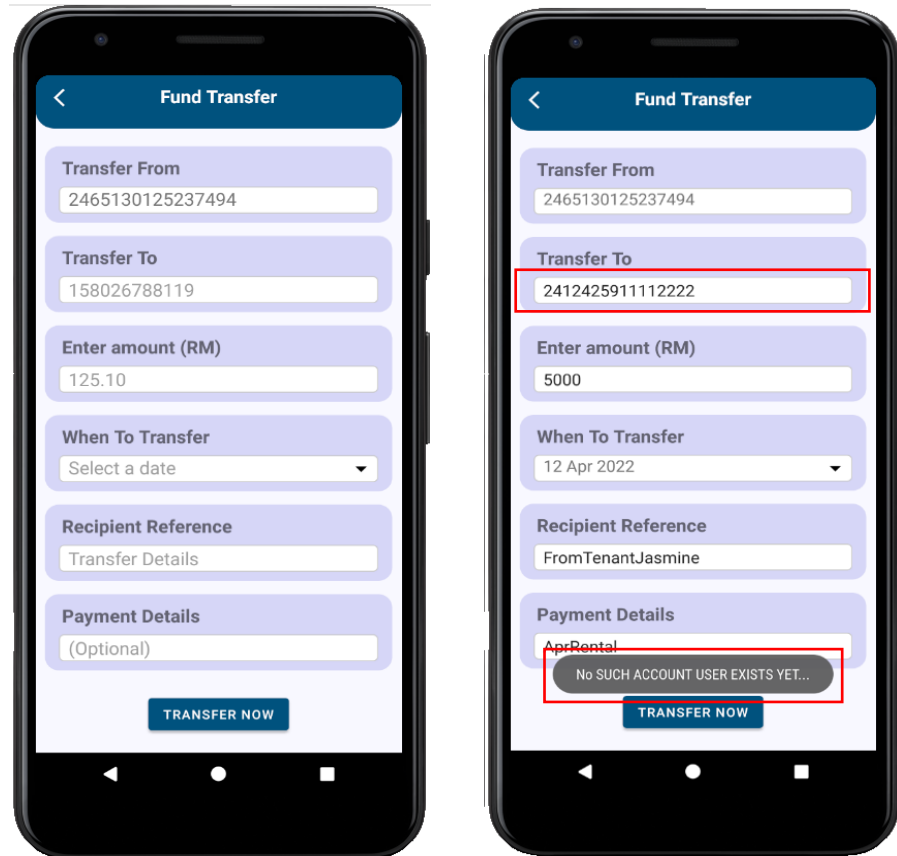 Fund Transfer
Transfer From
2465130125237494
Transfer To
158026788119
Enter amount (RM)
125.10
When To Transfer
Select a date
Recipient Reference
Transfer Details
Payment Details
(Optional)
TRANSFER NOW
Fund Transfer
Transfer From
2465130125237494
Transfer To
2412425911112222
Enter amount (RM)
5000
When To Transfer
12 Apr 2022
Recipient Reference
FromTenantJasmine
Payment Details
AprRental
No SUCH ACCOUNT USER EXISTS YET...
TRANSFER NOW